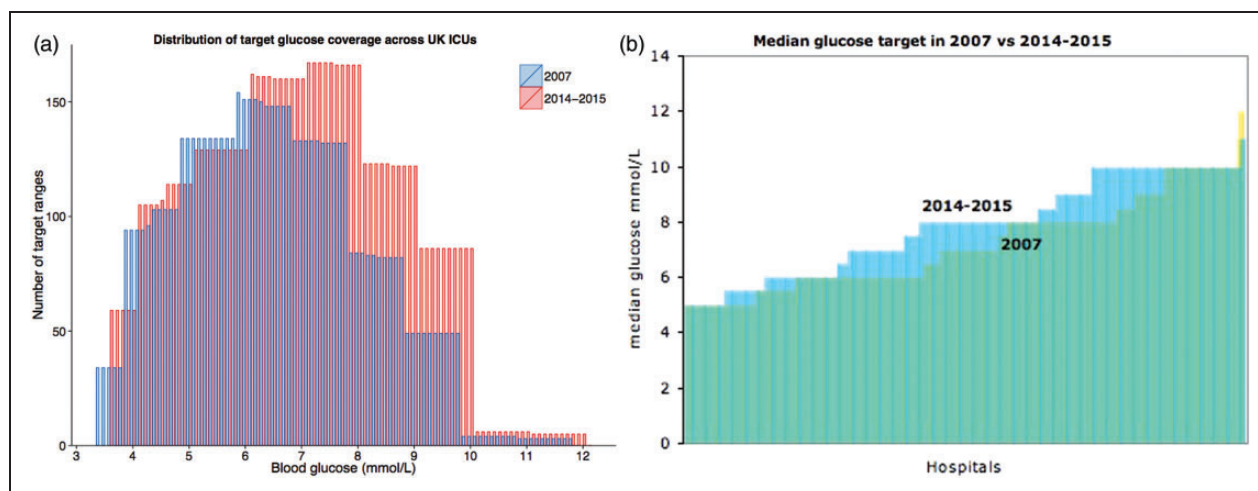 (a)
Distribution of target glucose coverage across UK ICUs
2007
2014–2015
Number of target ranges
150
100
50
0
3 4 5 6 7 8 9 10 11 12
Blood glucose (mmol/L)
(b)
Median glucose target in 2007 vs 2014-2015
median glucose mmol/L
14
12
10
8
6
4
2
0
2014-2015
2007
Hospitals